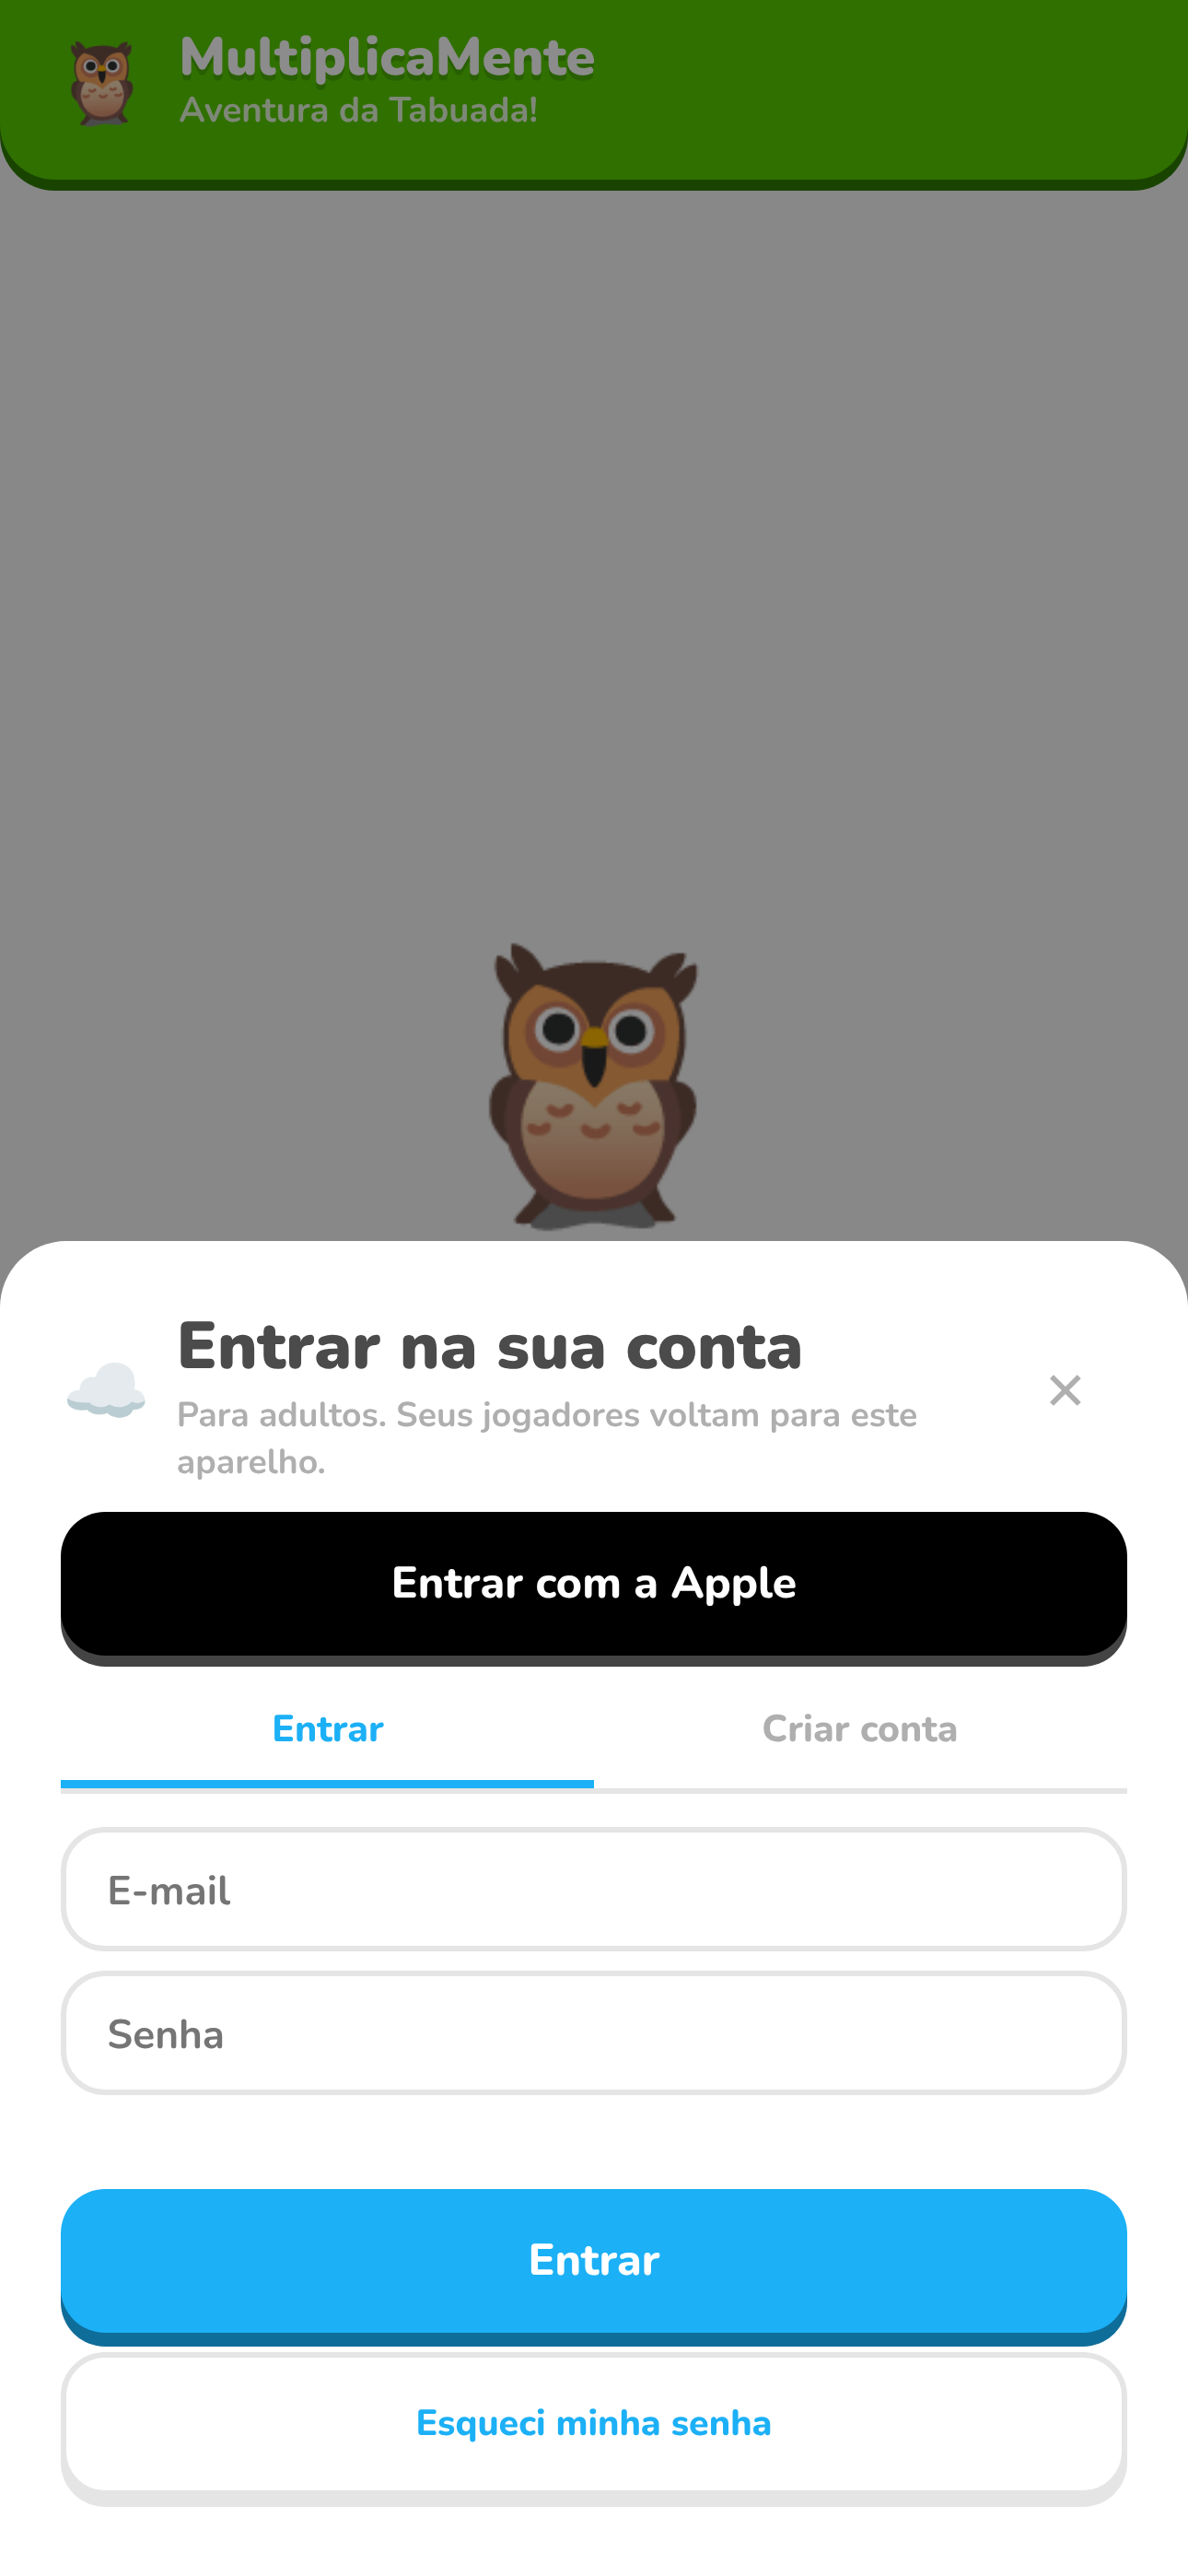 MultiplicaMente
Aventura da Tabuada!
Entrar na sua conta
Para adultos. Seus jogadores voltam para este
aparelho.
Entrar com a Apple
Entrar
Criar conta
E-mail
Senha
Entrar
Esqueci minha senha